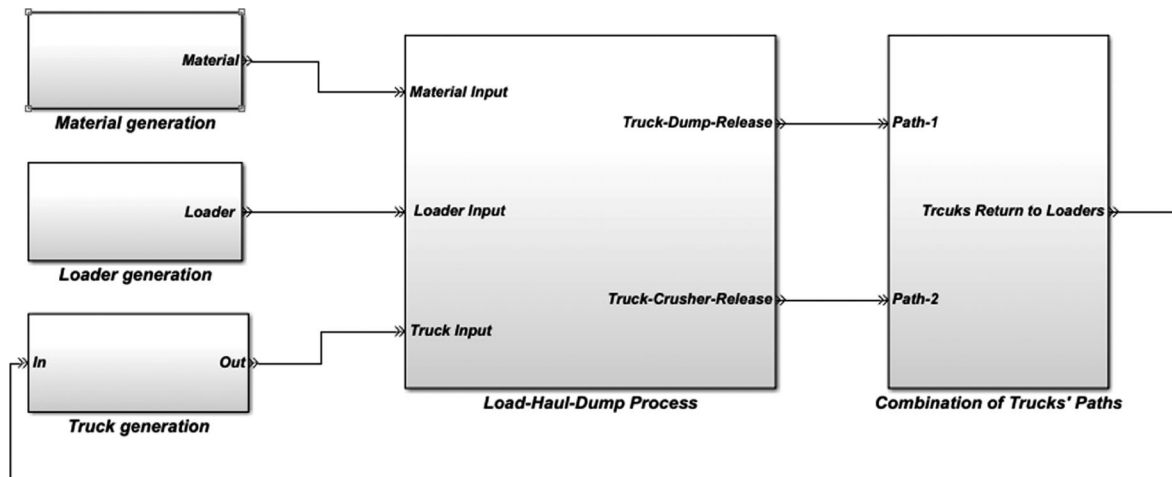 Material
Material generation
Loader
Loader generation
In
Out
Truck generation
Material Input
Loader Input
Truck Input
Truck-Dump-Release
Truck-Crusher-Release
Load-Haul-Dump Process
Path-1
Trcuks Return to Loaders
Path-2
Combination of Trucks' Paths